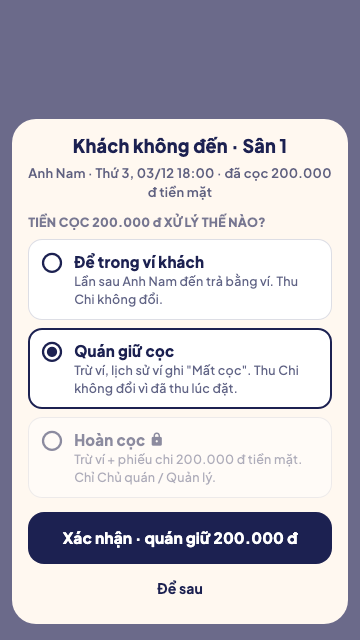 Khách không đến · Sân 1
Anh Nam · Thứ 3, 03/12 18:00 · đã cọc 200.000
đ tiền mặt
TIỀN CỌC 200.000 đ XỬ LÝ THẾ NÀO?
Để trong ví khách
Lần sau Anh Nam đến trả bằng ví. Thu
Chi không đổi.
Quán giữ cọc
Trừ ví, lịch sử ví ghi "Mất cọc". Thu Chi
không đổi vì đã thu lúc đặt.
Hoàn cọc
Trừ ví + phiếu chi 200.000 đ tiền mặt.
Chỉ Chủ quán / Quản lý.
Xác nhận · quán giữ 200.000 đ
Để sau